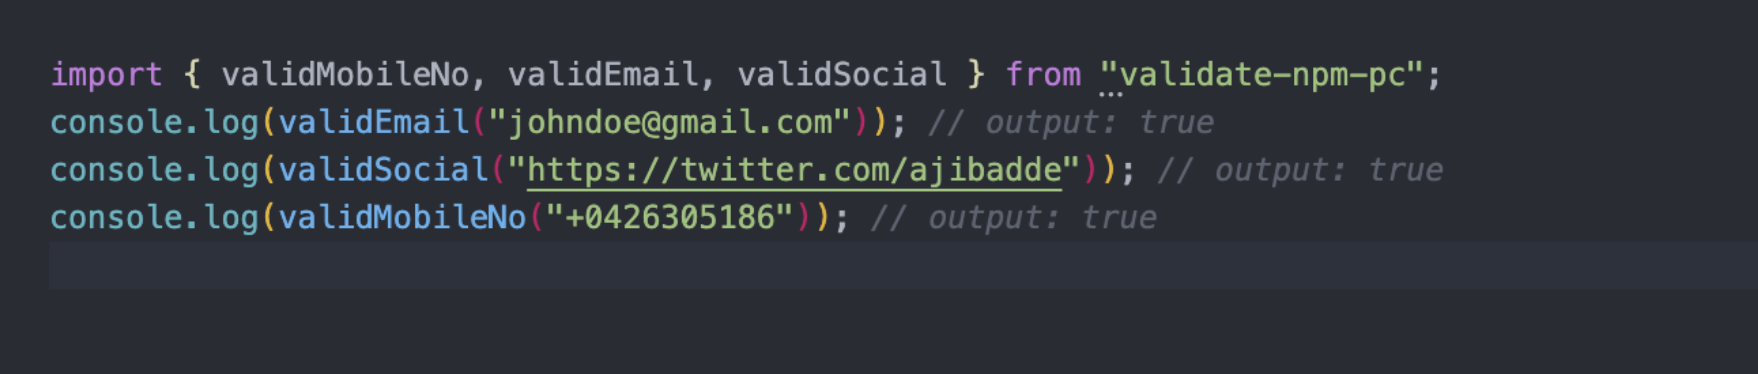 import { validMobileNo, validEmail, validSocial } from "validate-npm-pc";
console.log(validEmail("johndoe@gmail.com")); // output: true
console.log(validSocial("https://twitter.com/ajibadde")); // output: true
console.log(validMobileNo("+0426305186")); // output: true